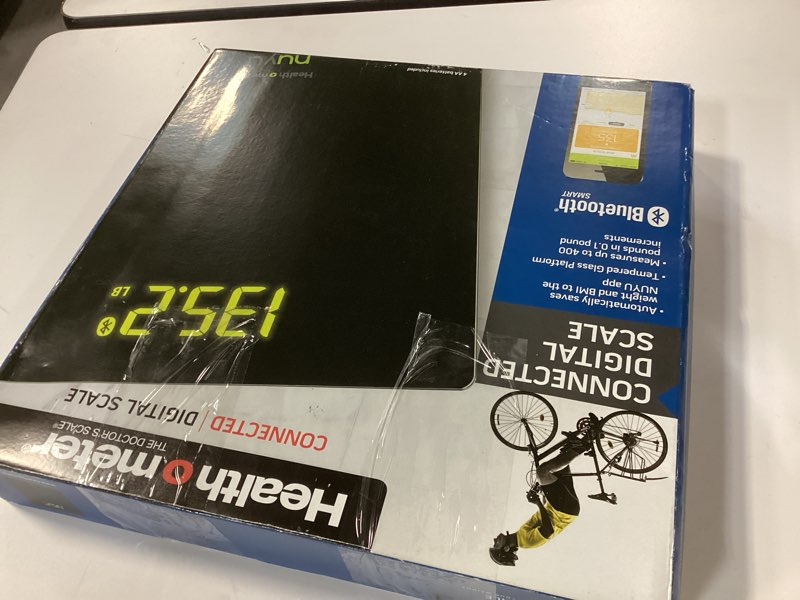 Health o meter®
THE DOCTOR'S SCALE®
CONNECTED | DIGITAL SCALE
135.2
LB
CONNECTED
DIGITAL
SCALE
• Automatically saves
weight and BMI to the
NUYU app
• Tempered Glass Platform
• Measures up to 400
pounds in 0.1 pound
increments
Bluetooth®
SMART
4 AA batteries included
nuyu